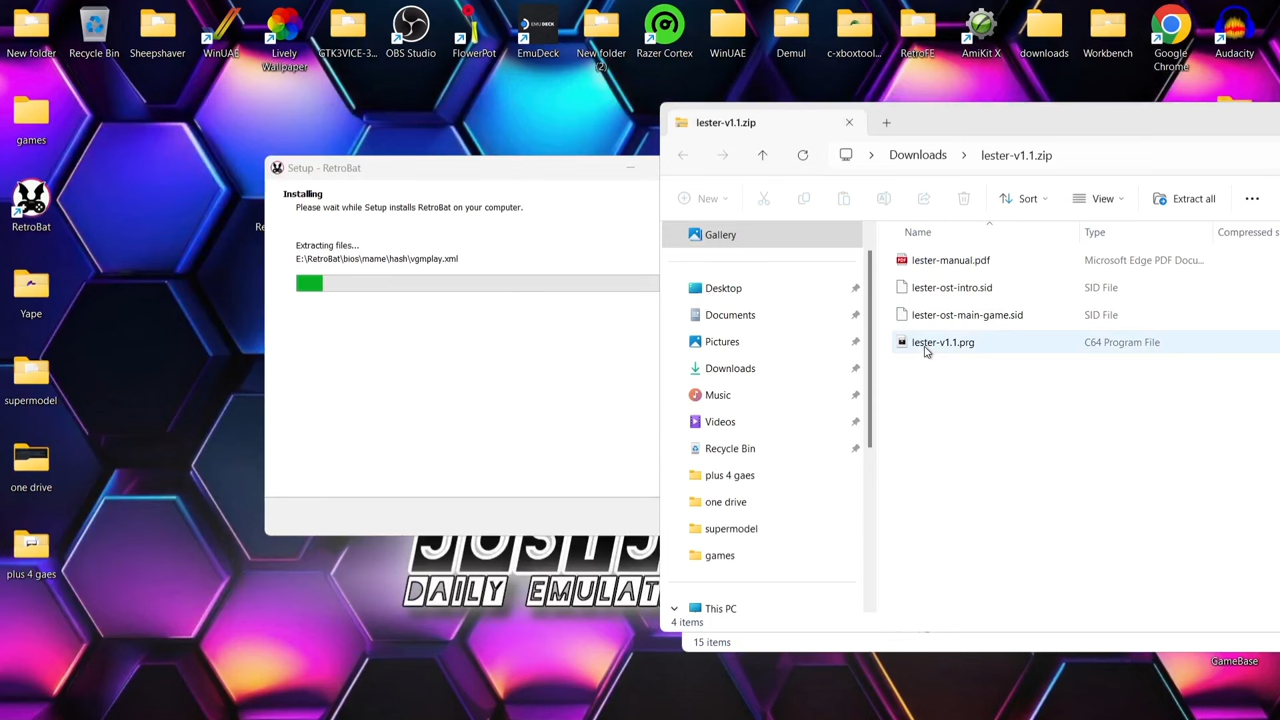 New folder
Recycle Bin
Sheepshaver
WinUAE
Lively Wallpaper
GTK3VICE-3...
OBS Studio
FlowerPot
EmuDeck
New folder (2)
Razer Cortex
WinUAE
Demul
c-xboxtool...
RetroFE
AmiKit X
downloads
Workbench
Google Chrome
Audacity
games
RetroBat
Yape
supermodel
one drive
plus 4 gaes
Setup - RetroBat
Installing
Please wait while Setup installs RetroBat on your computer.
Extracting files...
E:\RetroBat\bios\mame\hash\vgmplay.xml
DAILY EMULAT
lester-v1.1.zip
Downloads > lester-v1.1.zip
New
Sort
View
Extract all
Gallery
Desktop
Documents
Pictures
Downloads
Music
Videos
Recycle Bin
plus 4 gaes
one drive
supermodel
games
This PC
Name Type Compressed s
lester-manual.pdf Microsoft Edge PDF Docu...
lester-ost-intro.sid SID File
lester-ost-main-game.sid SID File
lester-v1.1.prg C64 Program File
4 items
15 items
GameBase